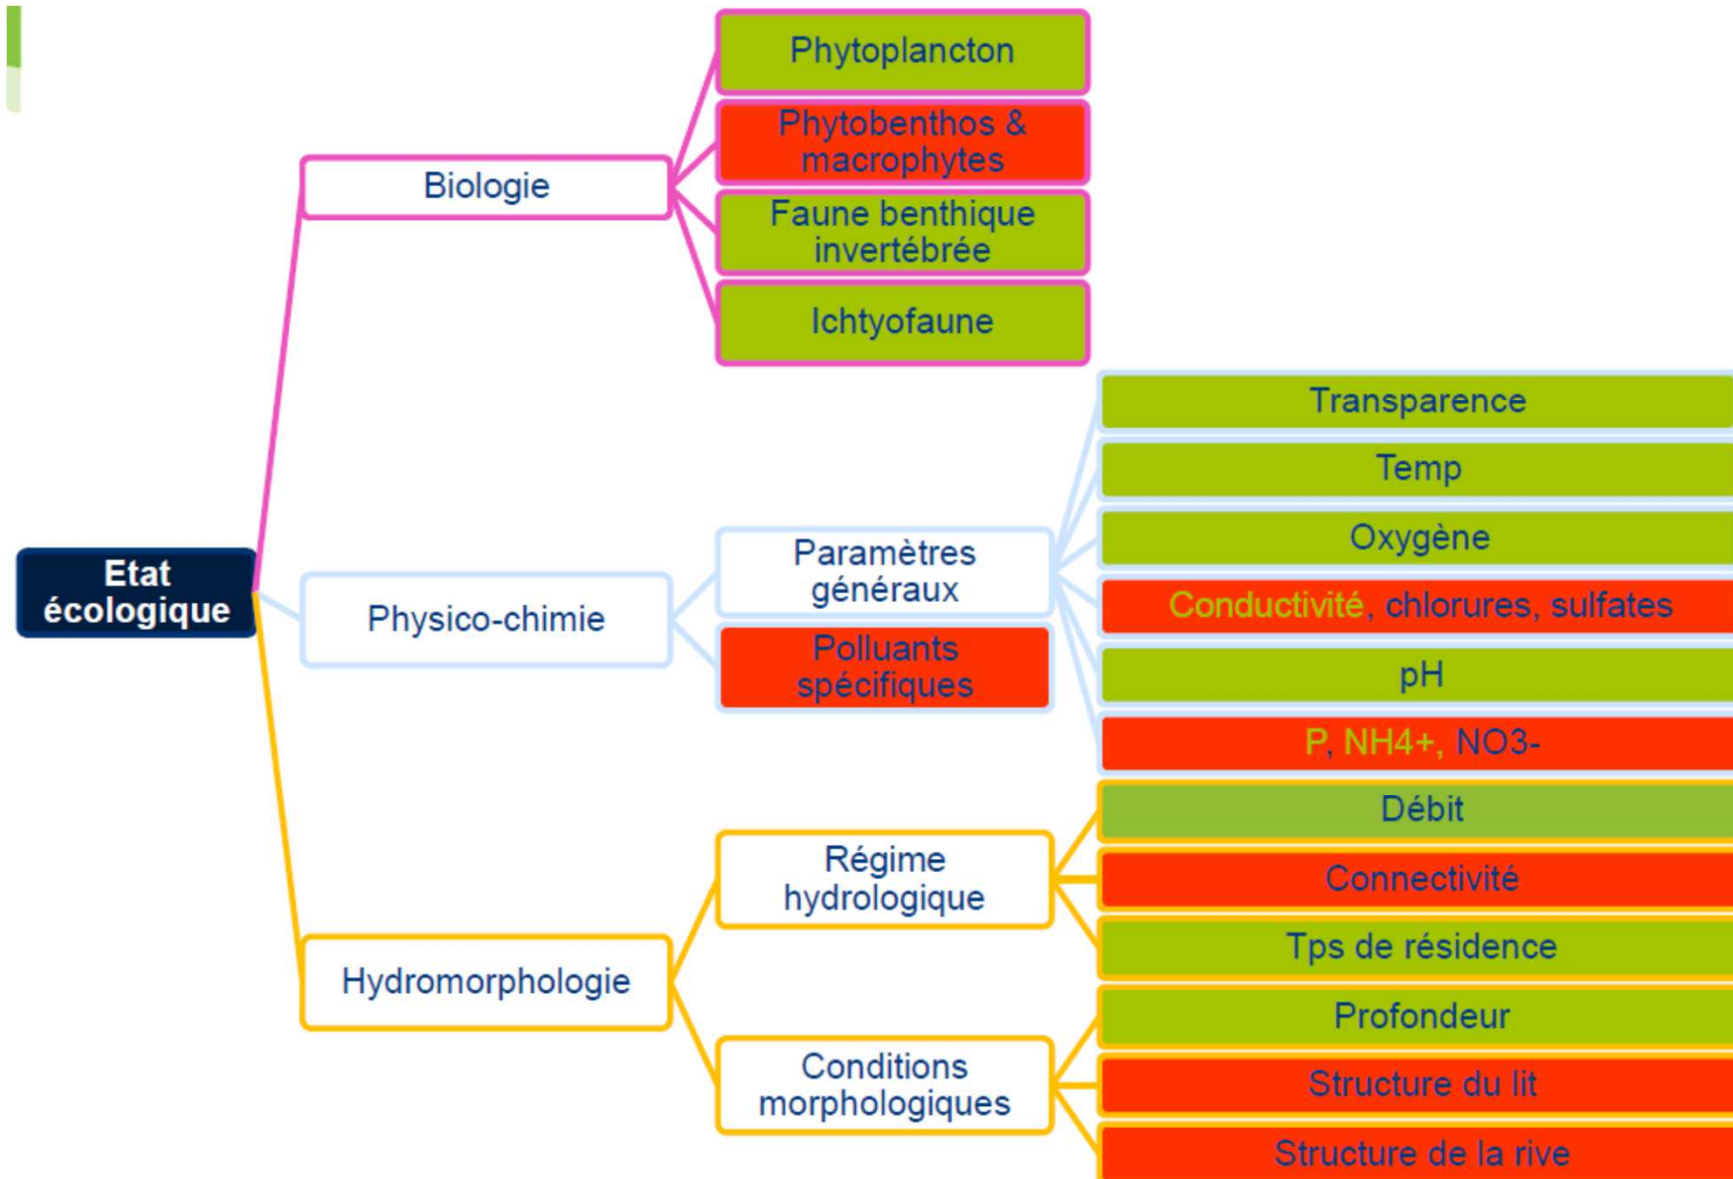 Phytoplancton
Phytobenthos &
macrophytes
Biologie
Faune benthique
invertébrée
Ichtyofaune
Transparence
Temp
Oxygène
Etat
écologique
Physico-chimie
Paramètres
généraux
Conductivité, chlorures, sulfates
Polluants
spécifiques
pH
P, NH4+, NO3-
Débit
Régime
hydrologique
Connectivité
Tps de résidence
Hydromorphologie
Profondeur
Conditions
morphologiques
Structure du lit
Structure de la rive